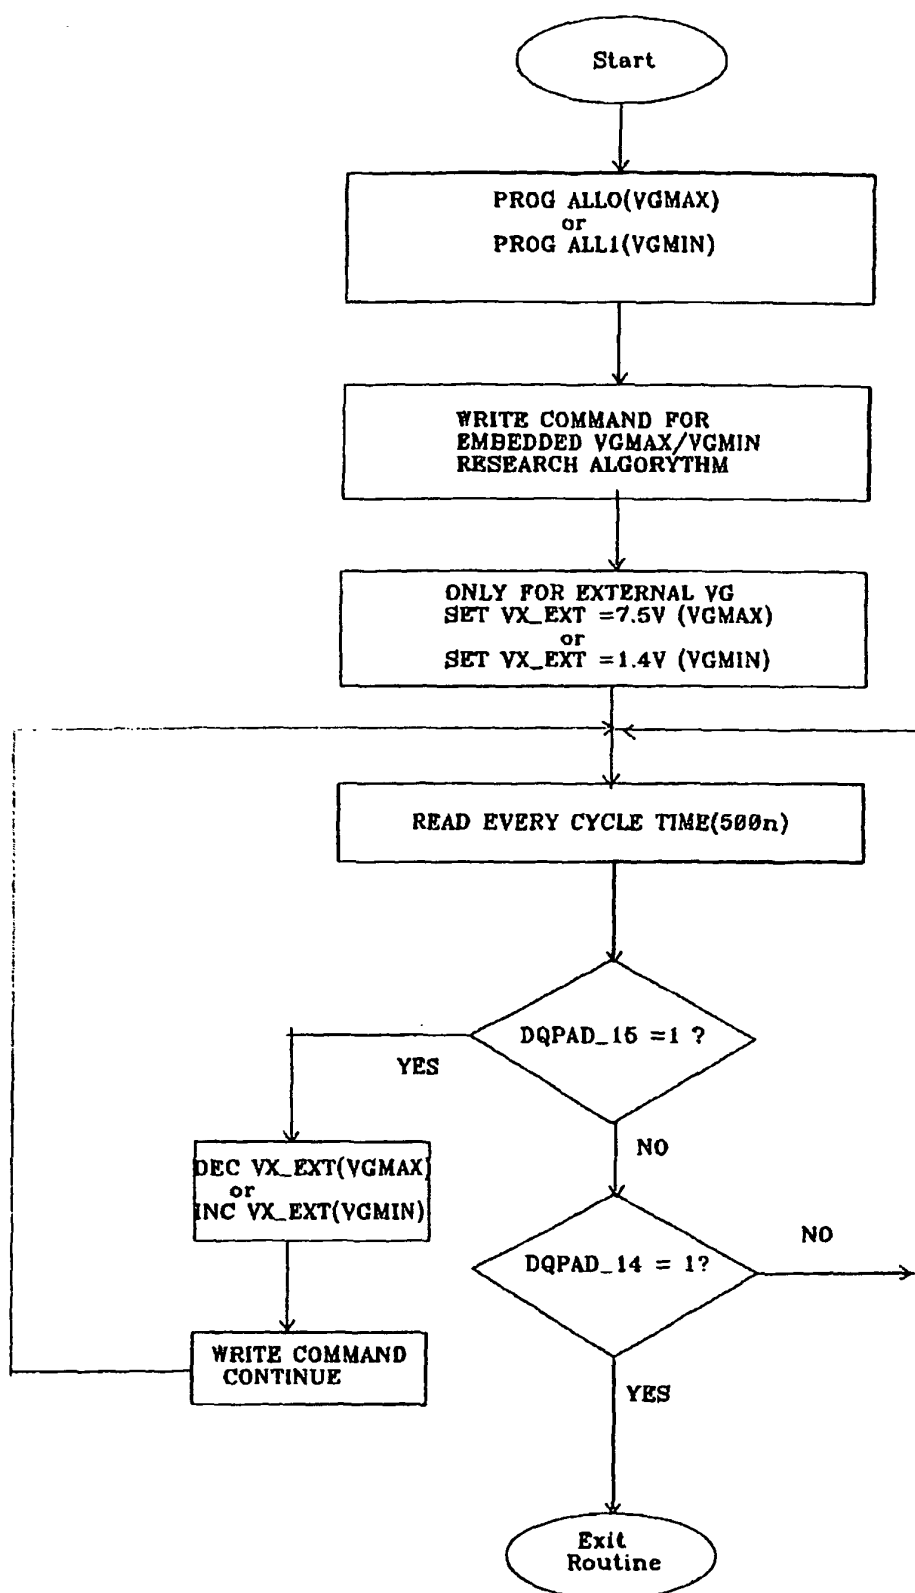 Start
PROG ALL0(VGMAX)
or
PROG ALL1(VGMIN)
WRITE COMMAND FOR
EMBEDDED VGMAX/VGMIN
RESEARCH ALGORYTHM
ONLY FOR EXTERNAL VG
SET VX_EXT =7.5V (VGMAX)
or
SET VX_EXT =1.4V (VGMIN)
READ EVERY CYCLE TIME(500n)
DQPAD_15 =1 ?
YES
NO
DEC VX_EXT(VGMAX)
or
INC VX_EXT(VGMIN)
DQPAD_14 = 1?
NO
WRITE COMMAND
CONTINUE
YES
Exit
Routine